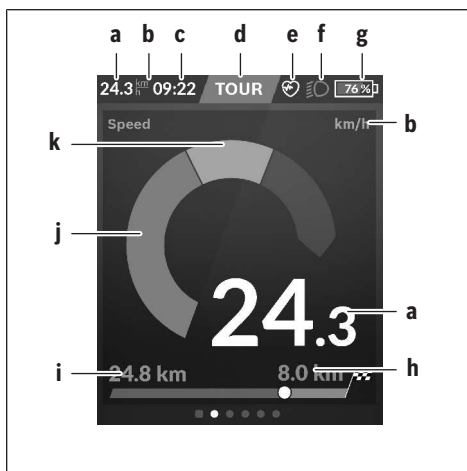 a b c d e f g
24.3 km/h 09:22 TOUR 76 %
Speed km/h b
k
j
24.3 a
i 24.8 km 8.0 km h